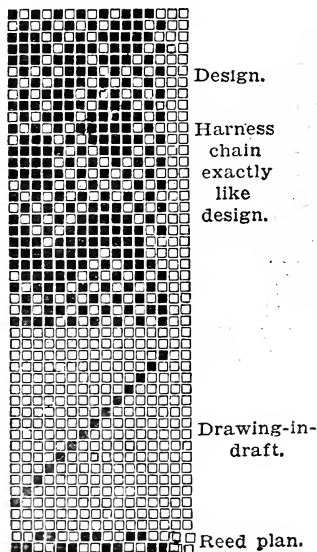 Design.
Harness
chain
exactly
like
design.
Drawing-in-
draft.
Reed plan.